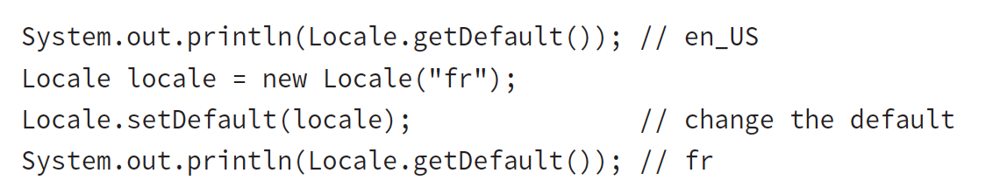 System.out.println(Locale.getDefault()); // en_US
Locale locale = new Locale("fr");
Locale.setDefault(locale);               // change the default
System.out.println(Locale.getDefault()); // fr